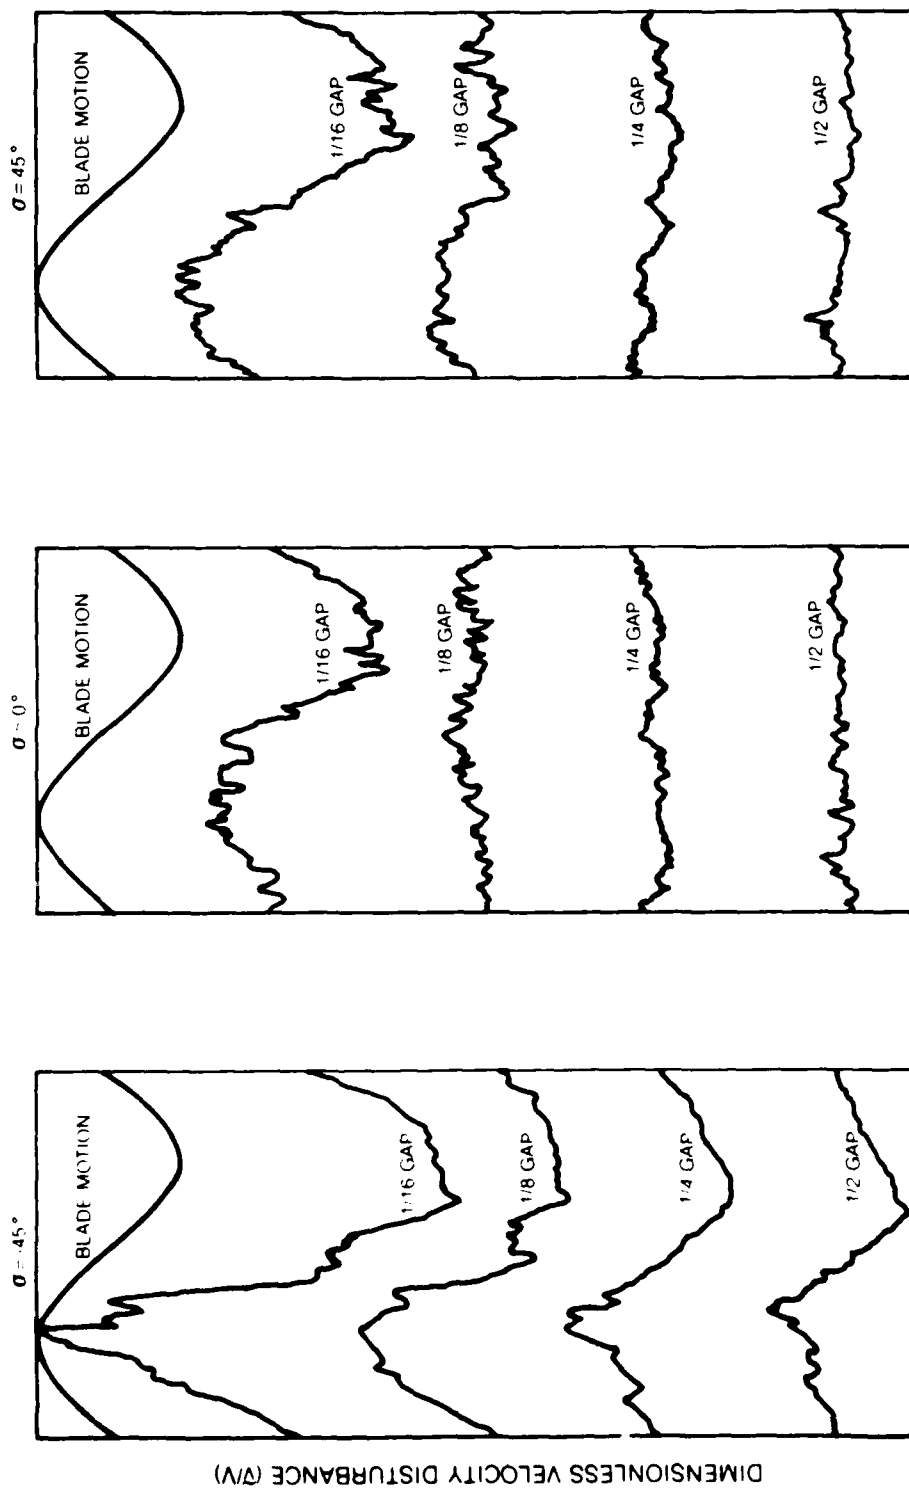 σ = -45°
BLADE MOTION
1/16 GAP
1/8 GAP
1/4 GAP
1/2 GAP
σ = 0°
BLADE MOTION
1/16 GAP
1/8 GAP
1/4 GAP
1/2 GAP
σ = 45°
BLADE MOTION
1/16 GAP
1/8 GAP
1/4 GAP
1/2 GAP
DIMENSIONLESS VELOCITY DISTURBANCE (ṽ/V)